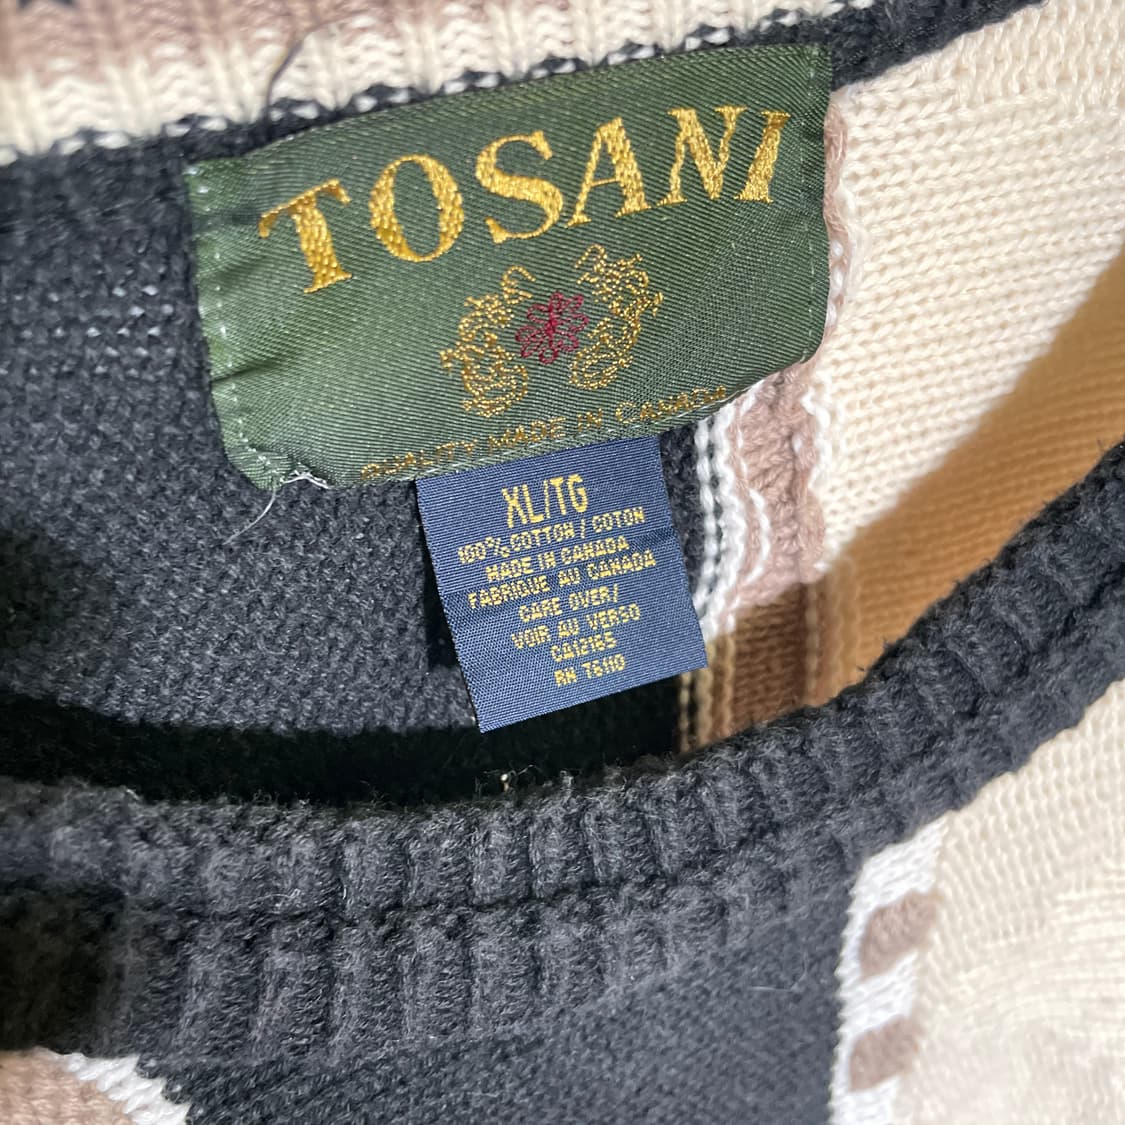 TOSANI
QUALITY MADE IN CANADA
XL/TG
100% COTTON / COTON
MADE IN CANADA
FABRIQUE AU CANADA
CARE OVER/
VOIR AU VERSO
CA12165
RN 76110